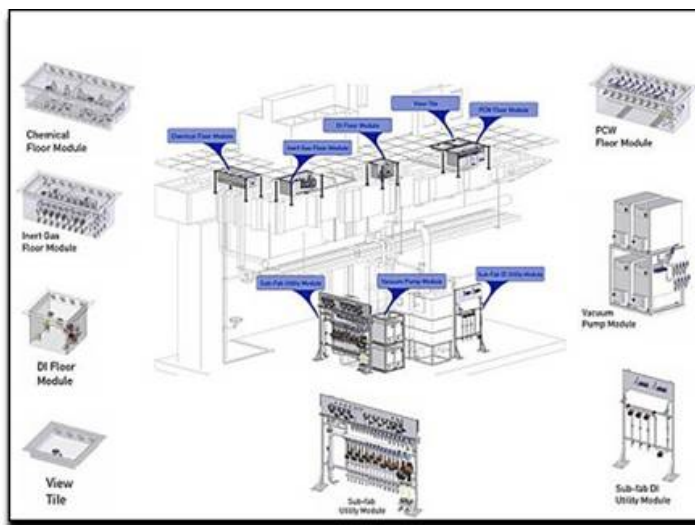 Chemical
Floor Module
Inert Gas
Floor Module
DI Floor
Module
View
Tile
Chemical Floor Module
Inert Gas Floor Module
DI Floor Module
View Tile
PCW Floor Module
Sub-Fab Utility Module
Vacuum Pump Module
Sub-Fab DI Utility Module
Sub-fab
Utility Module
PCW
Floor Module
Vacuum
Pump Module
Sub-fab DI
Utility Module